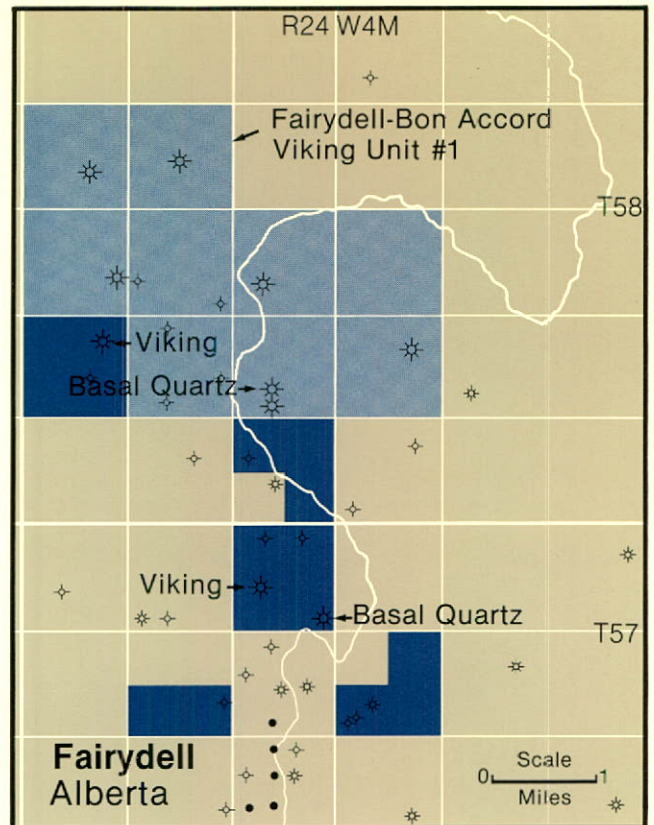 R24 W4M
Fairydell-Bon Accord
Viking Unit #1
T58
Viking
Basal Quartz
Viking
Basal Quartz
T57
Fairydell
Alberta
Scale
0 1
Miles